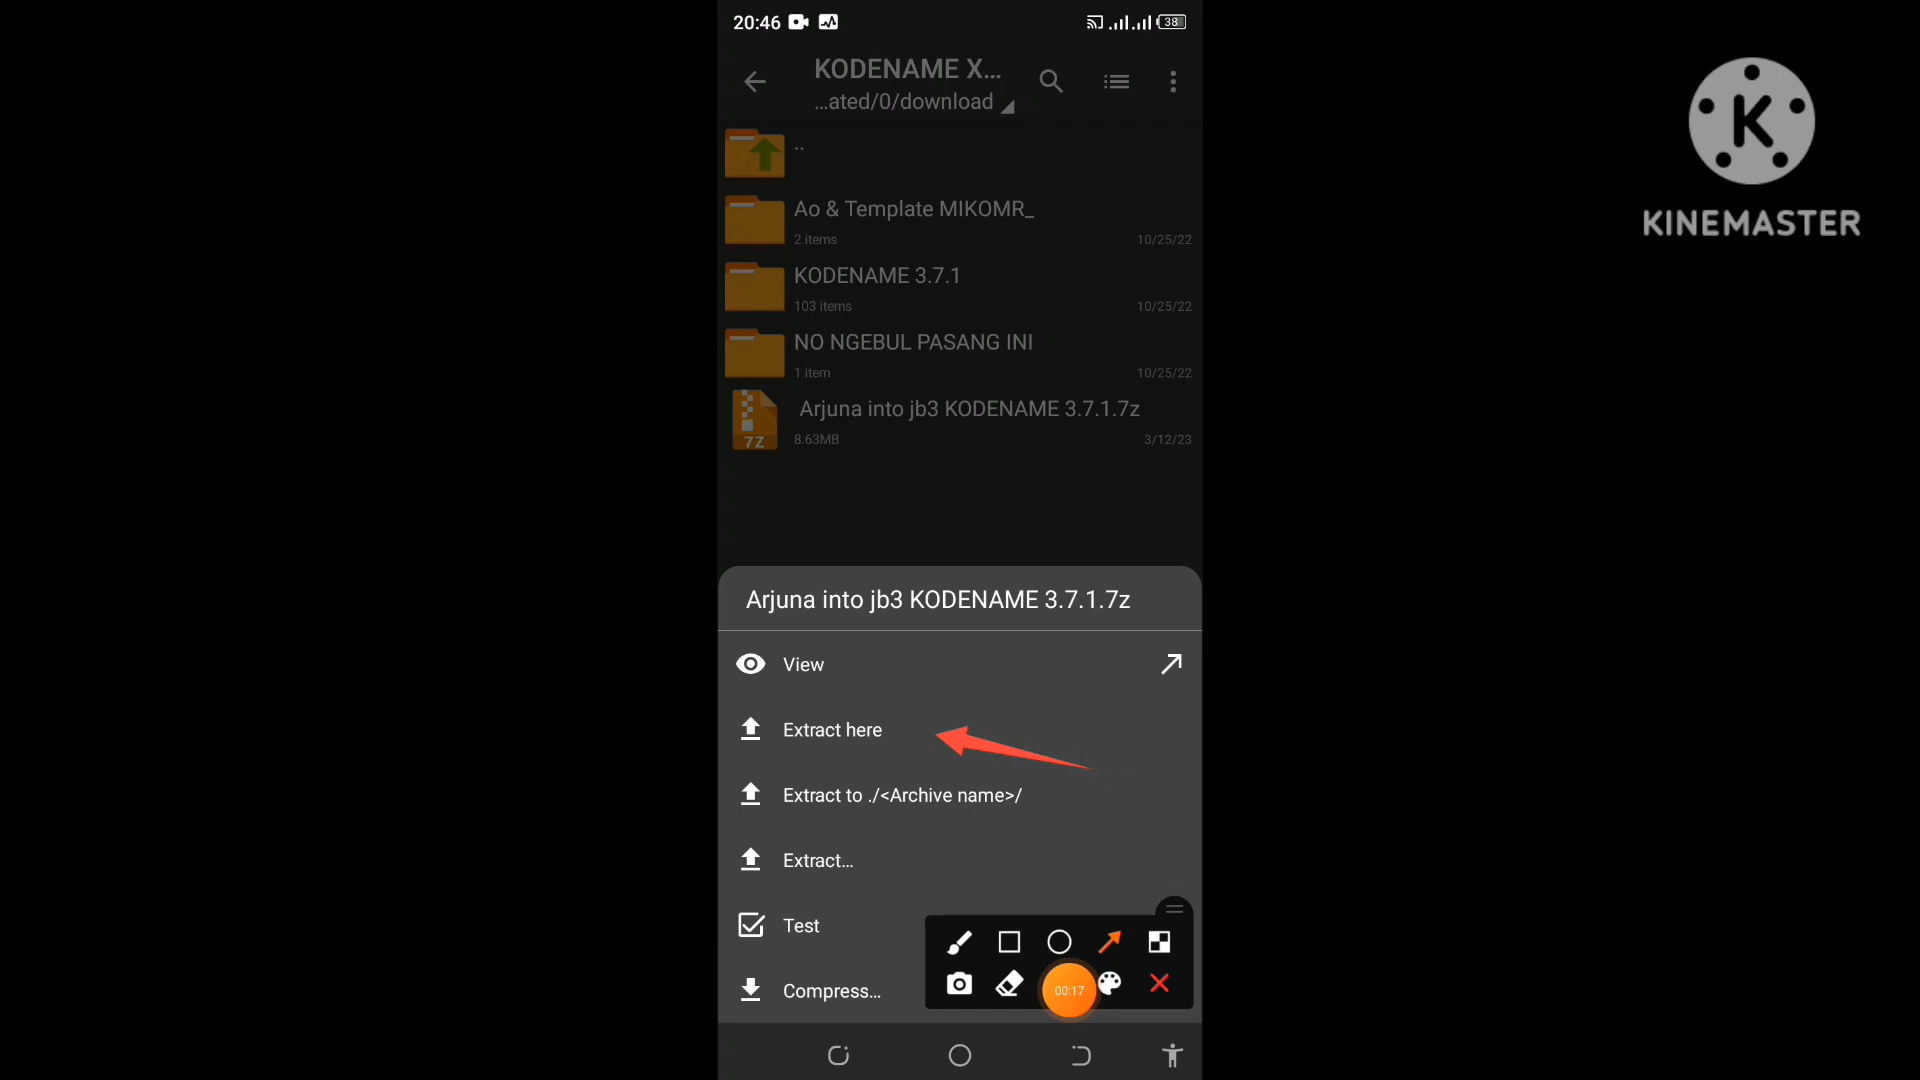 20:46
38
KODENAME X...
...ated/0/download
..
Ao & Template MIKOMR_
2 items
10/25/22
KODENAME 3.7.1
103 items
10/25/22
NO NGEBUL PASANG INI
1 item
10/25/22
Arjuna into jb3 KODENAME 3.7.1.7z
7Z
8.63MB
3/12/23
Arjuna into jb3 KODENAME 3.7.1.7z
View
Extract here
Extract to ./<Archive name>/
Extract...
Test
Compress...
00:17
K
KINEMASTER